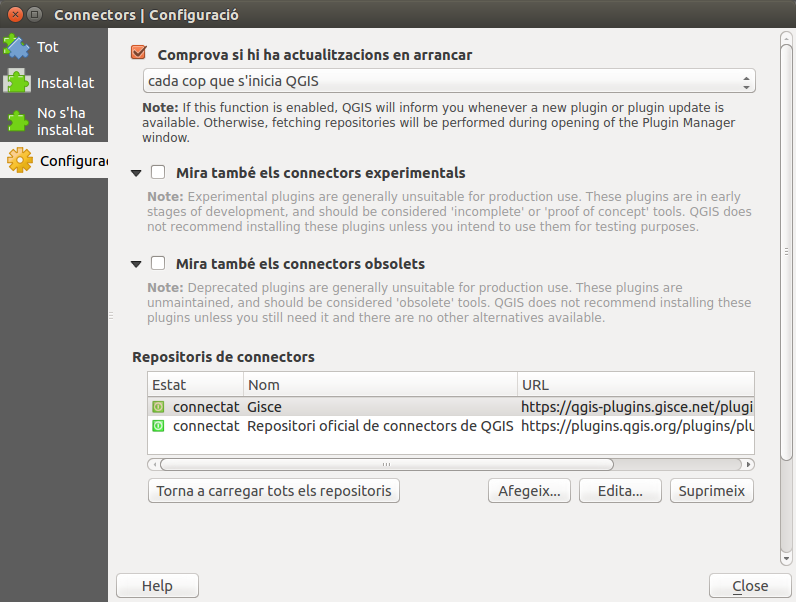 Connectors | Configuració
Tot
Instal·lat
No s'ha
instal·lat
Configurac
Comprova si hi ha actualitzacions en arrancar
cada cop que s'inicia QGIS
Note: If this function is enabled, QGIS will inform you whenever a new plugin or plugin update is
available. Otherwise, fetching repositories will be performed during opening of the Plugin Manager
window.
Mira també els connectors experimentals
Note: Experimental plugins are generally unsuitable for production use. These plugins are in early
stages of development, and should be considered 'incomplete' or 'proof of concept' tools. QGIS does
not recommend installing these plugins unless you intend to use them for testing purposes.
Mira també els connectors obsolets
Note: Deprecated plugins are generally unsuitable for production use. These plugins are
unmaintained, and should be considered 'obsolete' tools. QGIS does not recommend installing these
plugins unless you still need it and there are no other alternatives available.
Repositoris de connectors
Estat Nom URL
connectat Gisce https://qgis-plugins.gisce.net/plugi
connectat Repositori oficial de connectors de QGIS https://plugins.qgis.org/plugins/plu
Torna a carregar tots els repositoris Afegeix... Edita... Suprimeix
Help Close